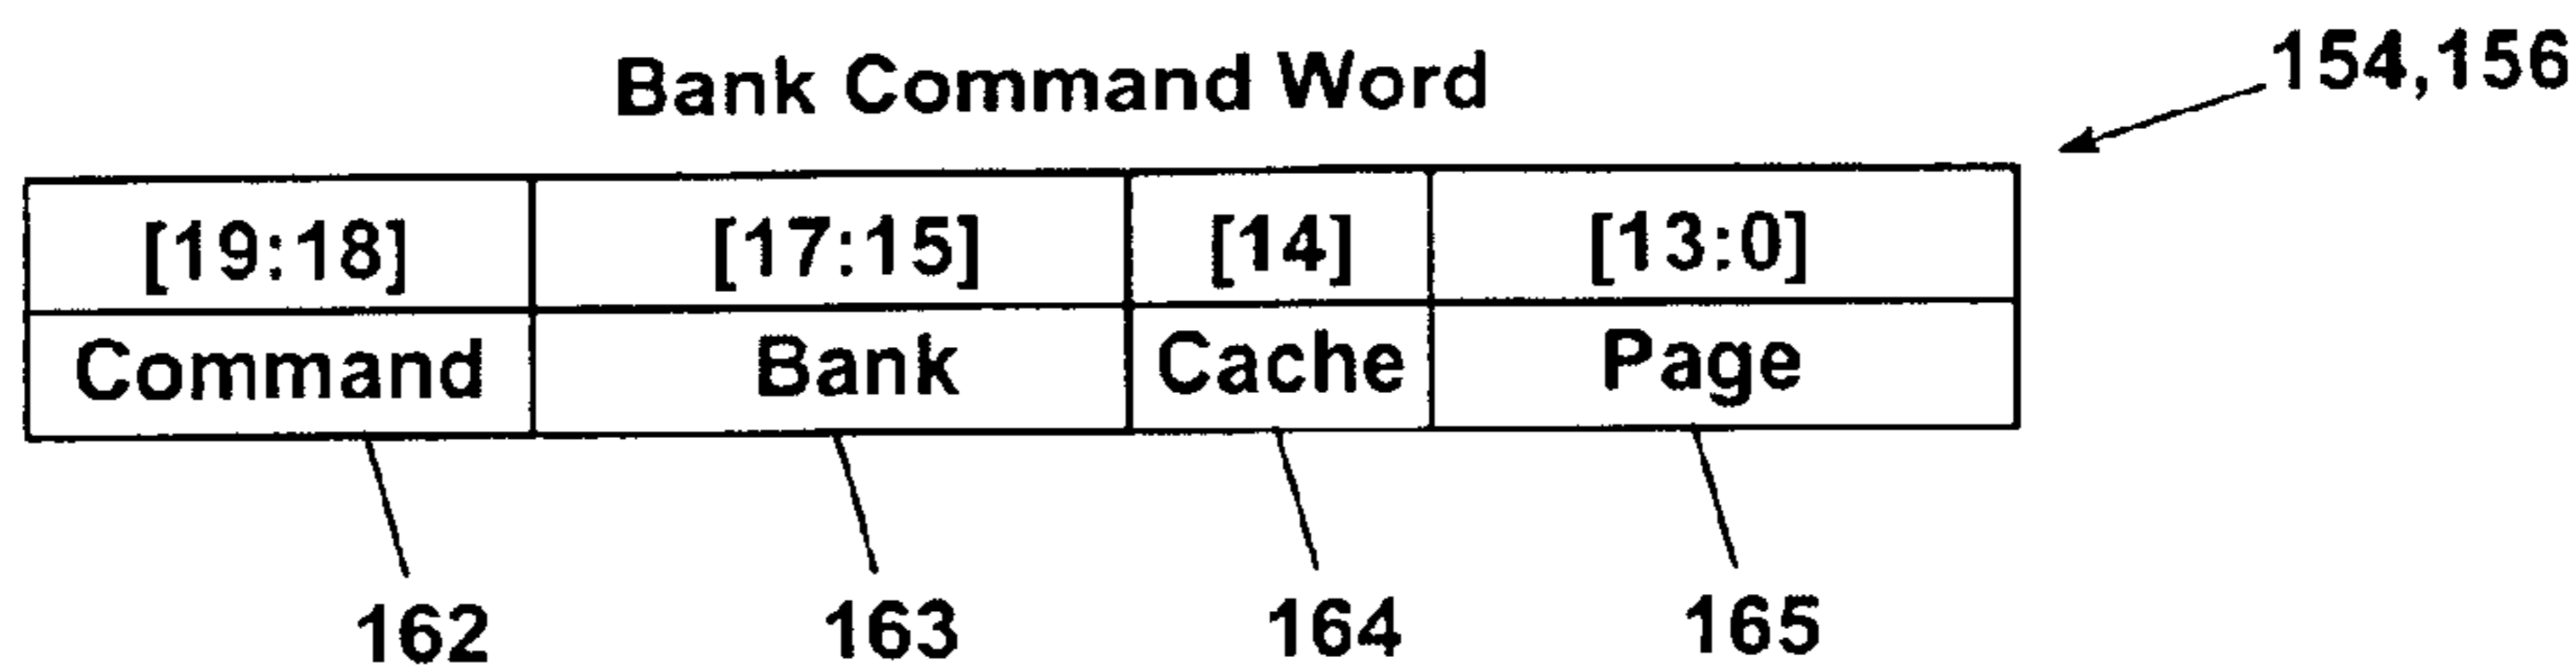 154,156
Bank Command Word
[19:18] [17:15] [14] [13:0]
Command Bank Cache Page
162 163 164 165